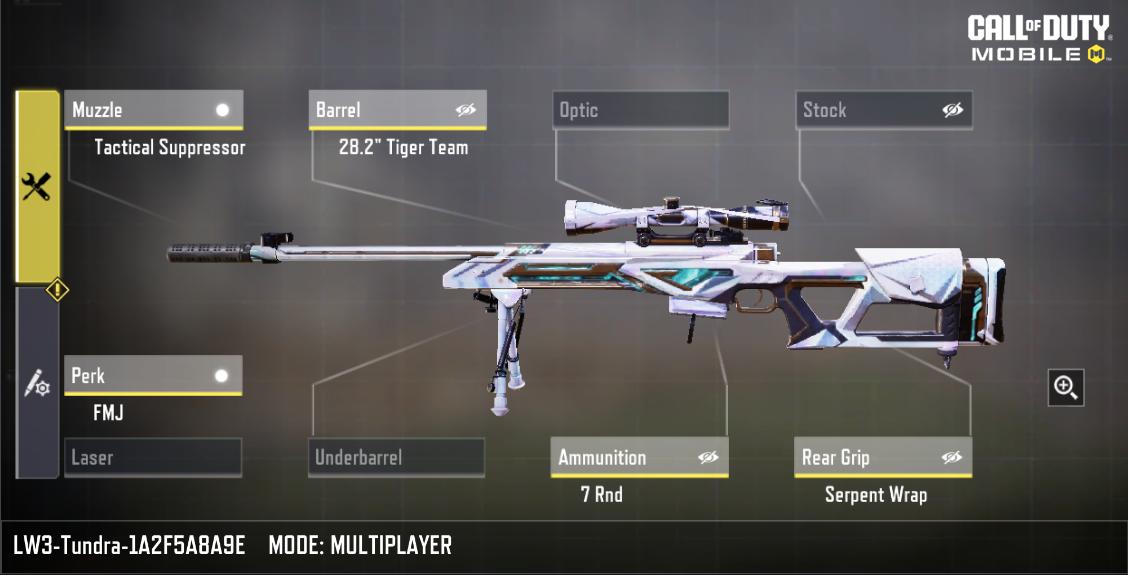 CALL OF DUTY
MOBILE
Muzzle
Tactical Suppressor
Barrel
28.2" Tiger Team
Optic
Stock
Perk
FMJ
Laser
Underbarrel
Ammunition
7 Rnd
Rear Grip
Serpent Wrap
LW3-Tundra-1A2F5A8A9E MODE: MULTIPLAYER